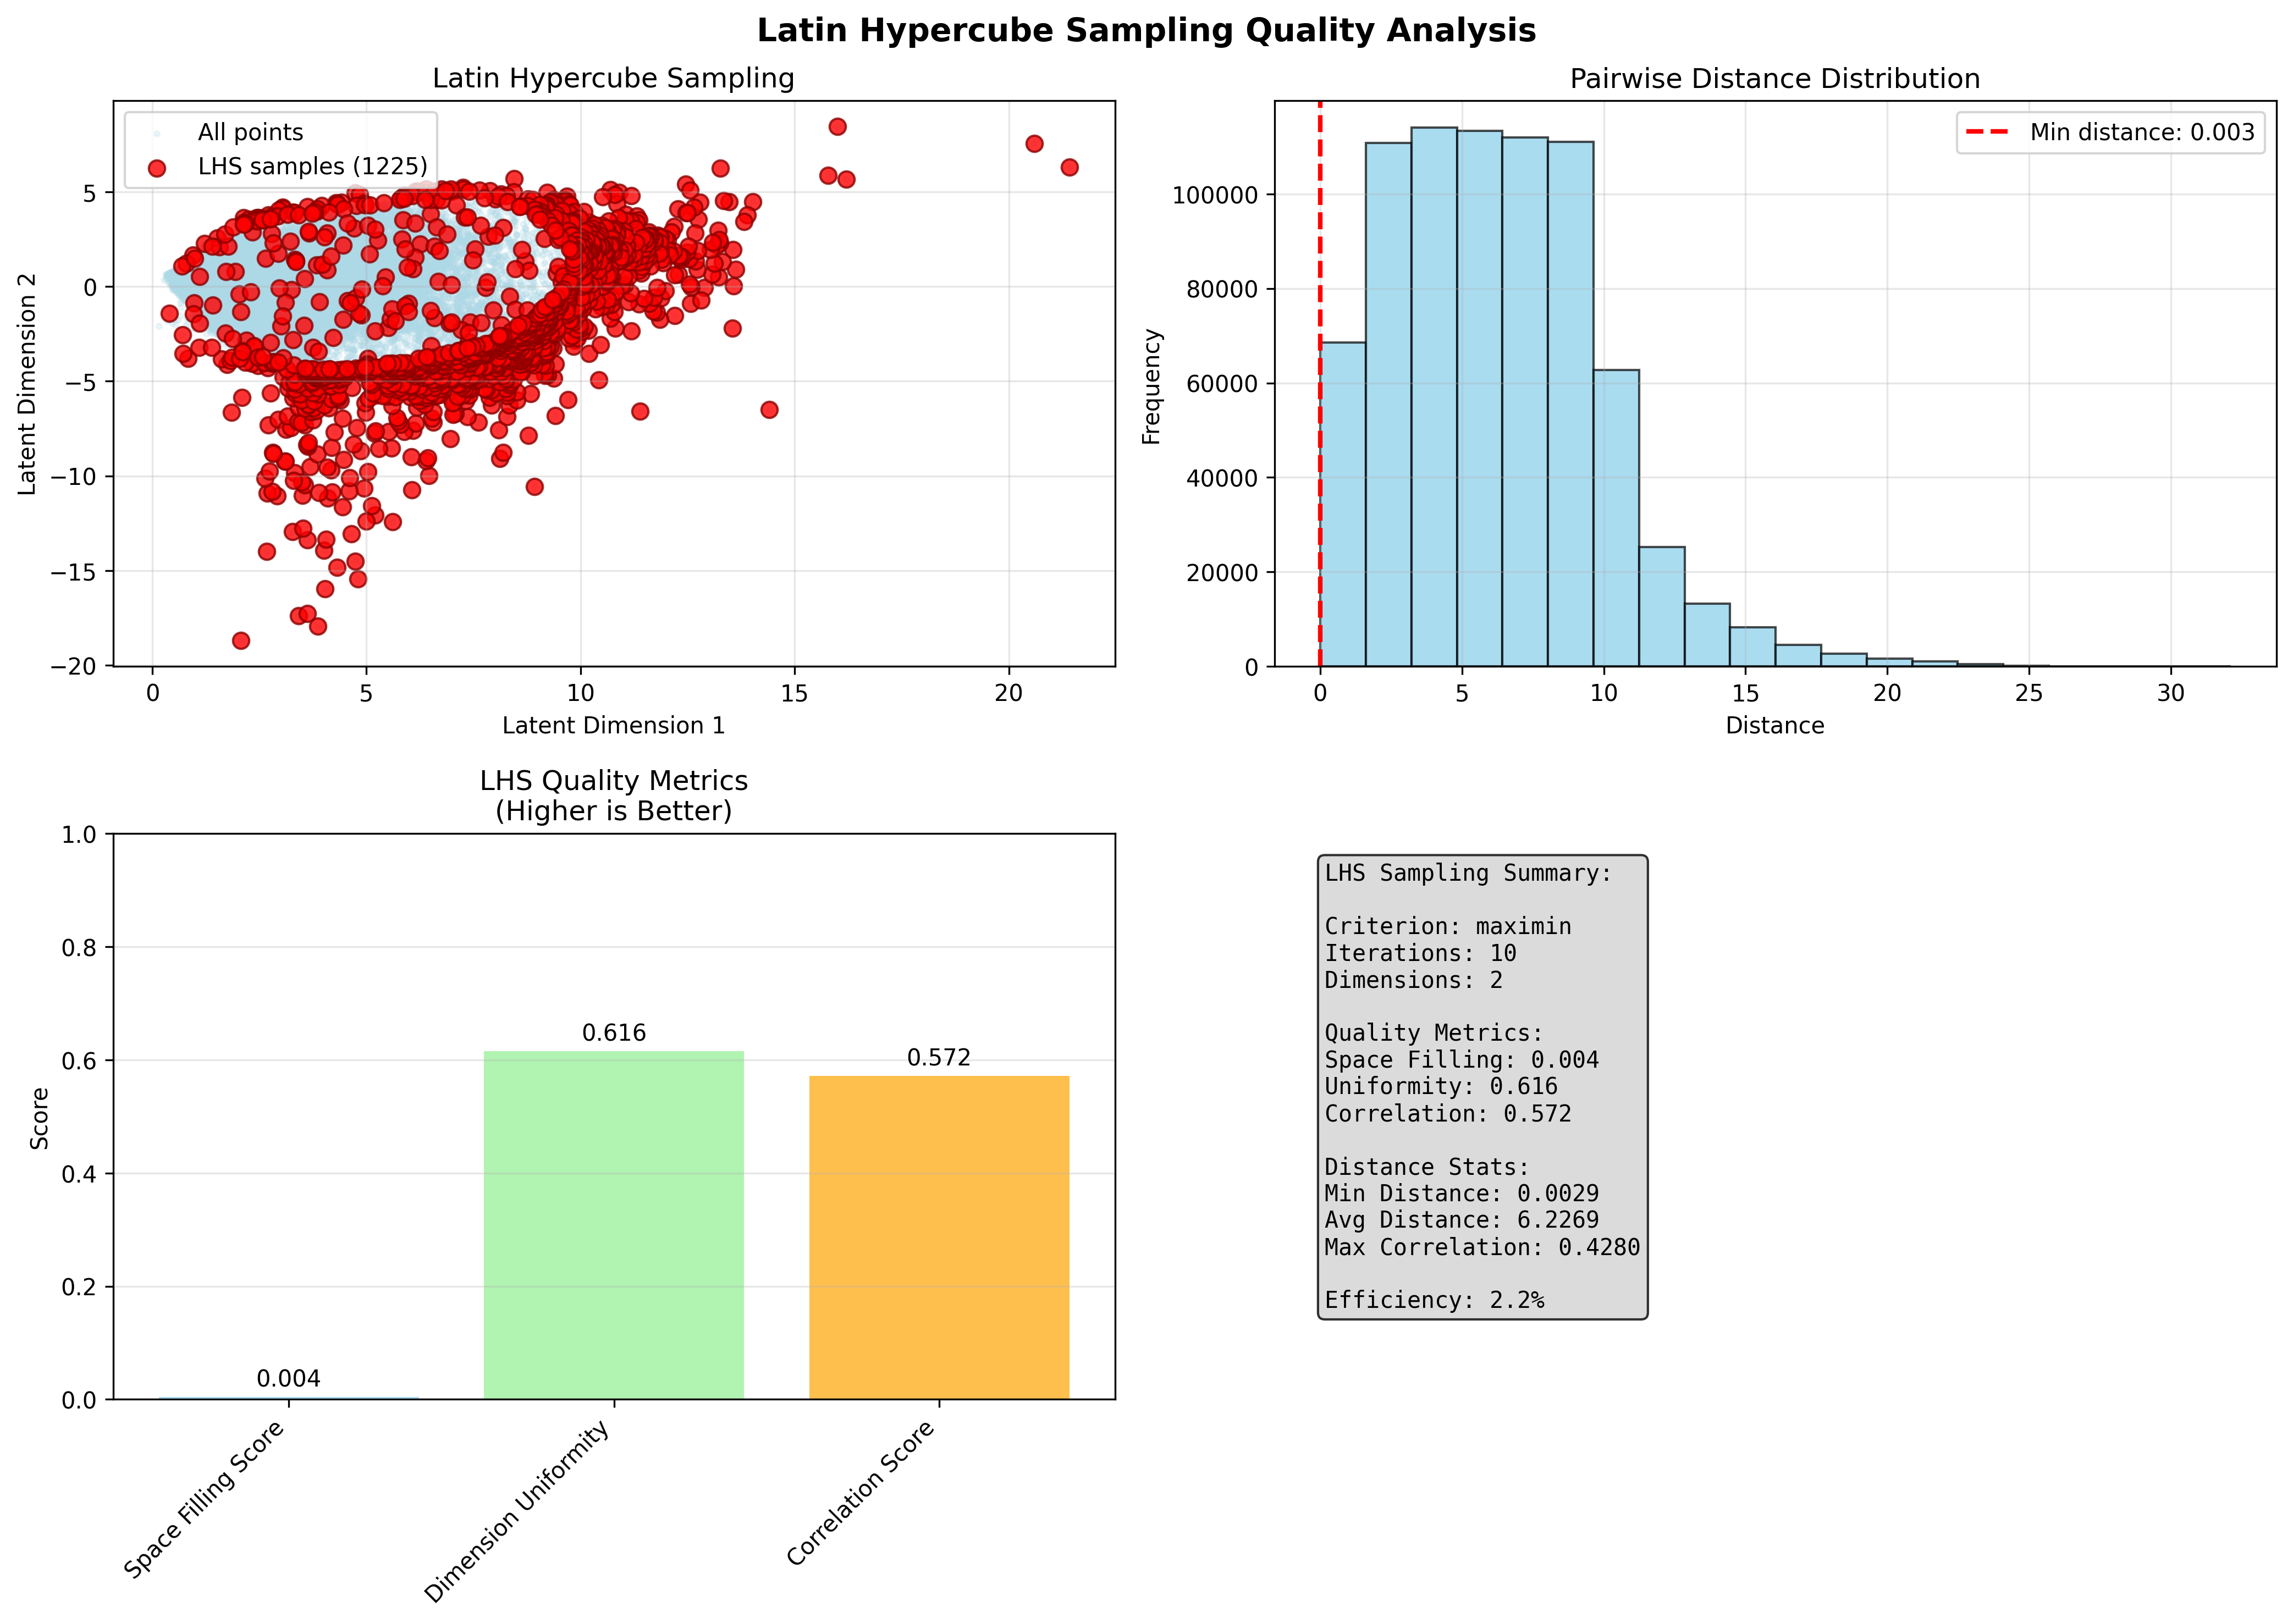 Latin Hypercube Sampling Quality Analysis
Latin Hypercube Sampling
All points
LHS samples (1225)
5
0
−5
−10
−15
−20
Latent Dimension 2
0
5
10
15
20
Latent Dimension 1
Pairwise Distance Distribution
Min distance: 0.003
100000
80000
60000
40000
20000
0
Frequency
0
5
10
15
20
25
30
Distance
LHS Quality Metrics
(Higher is Better)
1.0
0.8
0.6
0.4
0.2
0.0
Score
0.004
0.616
0.572
Space Filling Score
Dimension Uniformity
Correlation Score
LHS Sampling Summary:
Criterion: maximin
Iterations: 10
Dimensions: 2
Quality Metrics:
Space Filling: 0.004
Uniformity: 0.616
Correlation: 0.572
Distance Stats:
Min Distance: 0.0029
Avg Distance: 6.2269
Max Correlation: 0.4280
Efficiency: 2.2%